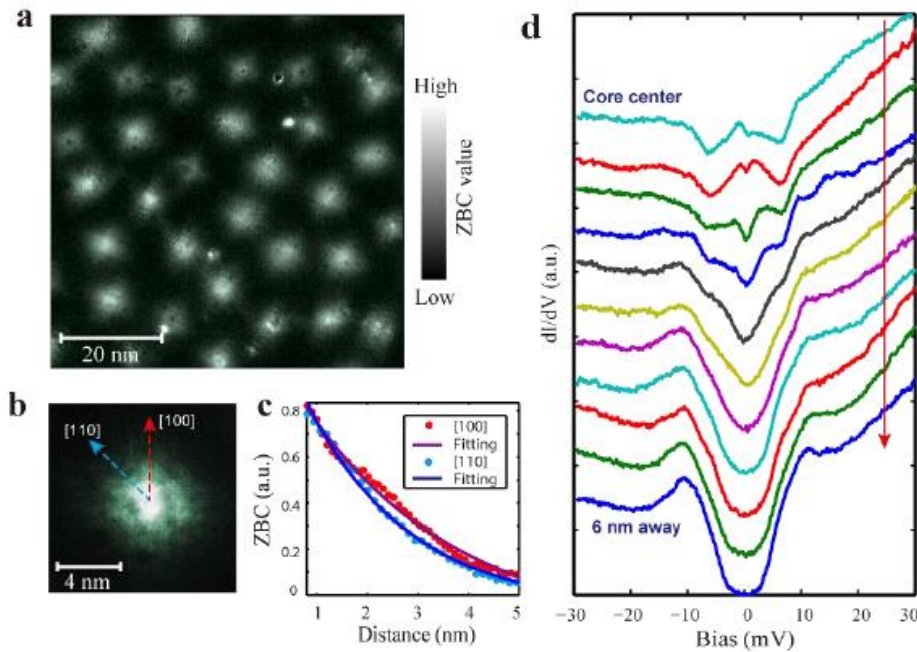 a
High
ZBC value
Low
20 nm
b
[110]
[100]
4 nm
c
0.8
0.6
0.4
0.2
0
ZBC (a.u.)
[100]
Fitting
[110]
Fitting
1 2 3 4 5
Distance (nm)
d
Core center
6 nm away
dI/dV (a.u.)
−30 −20 −10 0 10 20 30
Bias (mV)